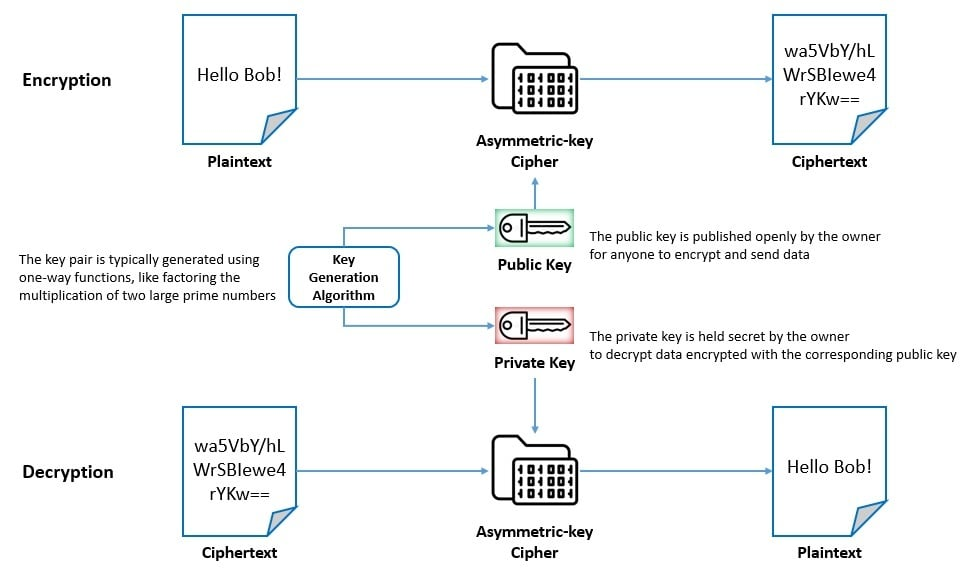 Encryption
Hello Bob!
Plaintext
Asymmetric-key
Cipher
wa5VbY/hL
WrSBIewe4
rYKw==
Ciphertext
The key pair is typically generated using
one-way functions, like factoring the
multiplication of two large prime numbers
Key
Generation
Algorithm
Public Key
The public key is published openly by the owner
for anyone to encrypt and send data
Private Key
The private key is held secret by the owner
to decrypt data encrypted with the corresponding public key
Decryption
wa5VbY/hL
WrSBIewe4
rYKw==
Ciphertext
Asymmetric-key
Cipher
Hello Bob!
Plaintext